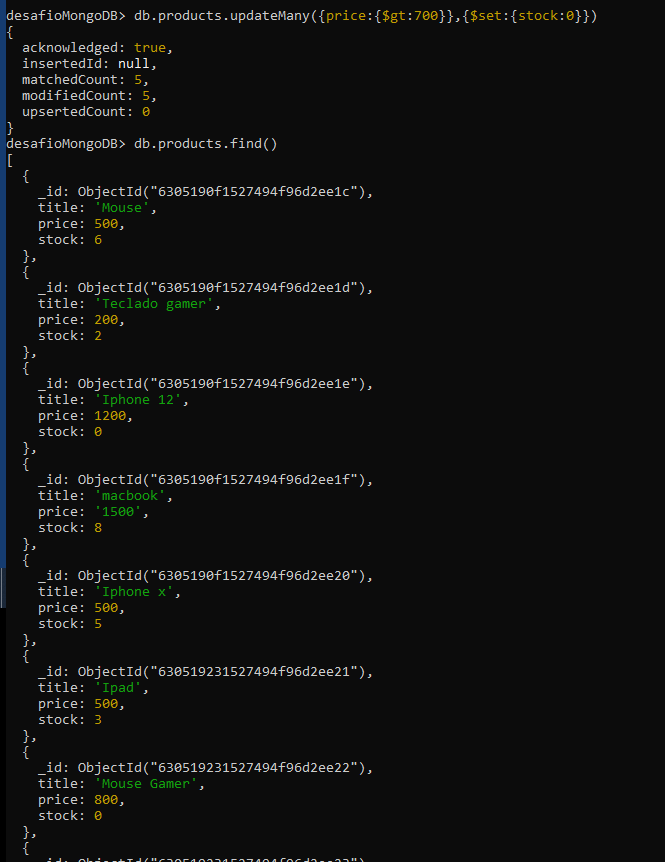 desafioMongoDB> db.products.updateMany({price:{$gt:700}},{$set:{stock:0}})
{
  acknowledged: true,
  insertedId: null,
  matchedCount: 5,
  modifiedCount: 5,
  upsertedCount: 0
}
desafioMongoDB> db.products.find()
[
  {
    _id: ObjectId("6305190f1527494f96d2ee1c"),
    title: 'Mouse',
    price: 500,
    stock: 6
  },
  {
    _id: ObjectId("6305190f1527494f96d2ee1d"),
    title: 'Teclado gamer',
    price: 200,
    stock: 2
  },
  {
    _id: ObjectId("6305190f1527494f96d2ee1e"),
    title: 'Iphone 12',
    price: 1200,
    stock: 0
  },
  {
    _id: ObjectId("6305190f1527494f96d2ee1f"),
    title: 'macbook',
    price: '1500',
    stock: 8
  },
  {
    _id: ObjectId("6305190f1527494f96d2ee20"),
    title: 'Iphone x',
    price: 500,
    stock: 5
  },
  {
    _id: ObjectId("630519231527494f96d2ee21"),
    title: 'Ipad',
    price: 500,
    stock: 3
  },
  {
    _id: ObjectId("630519231527494f96d2ee22"),
    title: 'Mouse Gamer',
    price: 800,
    stock: 0
  },
  {